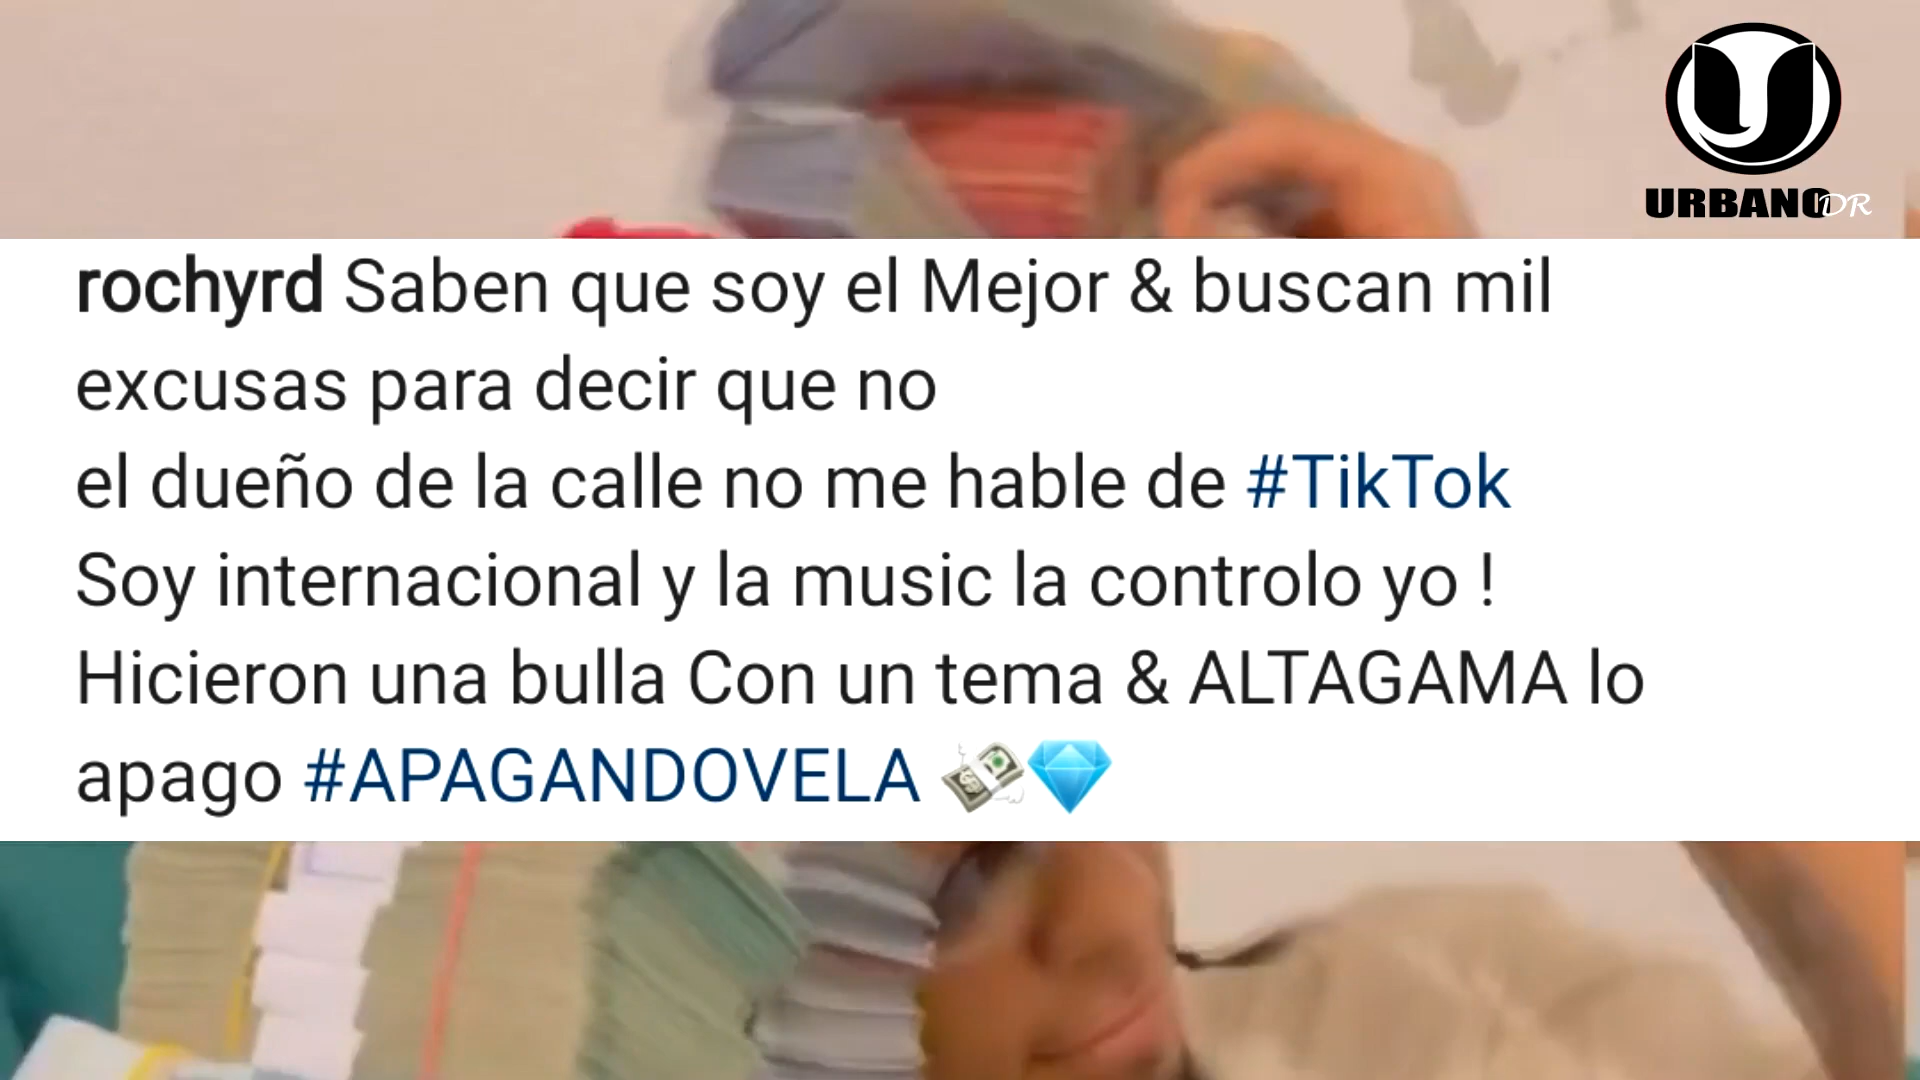 URBANO DR
rochyrd Saben que soy el Mejor & buscan mil
excusas para decir que no
el dueño de la calle no me hable de #TikTok
Soy internacional y la music la controlo yo !
Hicieron una bulla Con un tema & ALTAGAMA lo
apago #APAGANDOVELA 💸💎